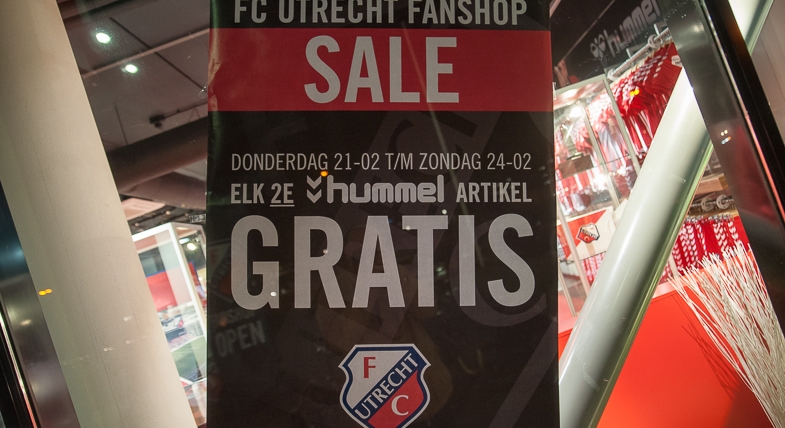 FC UTRECHT FANSHOP
SALE
DONDERDAG 21-02 T/M ZONDAG 24-02
ELK 2E hummel ARTIKEL
GRATIS
F
UTRECHT
C
hummel
OPEN